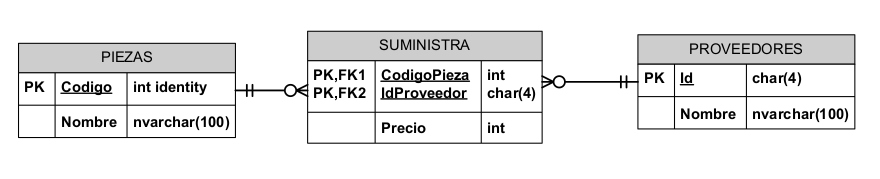 PIEZAS
PK Codigo int identity
Nombre nvarchar(100)
SUMINISTRA
PK,FK1 CodigoPieza int
PK,FK2 IdProveedor char(4)
Precio int
PROVEEDORES
PK Id char(4)
Nombre nvarchar(100)